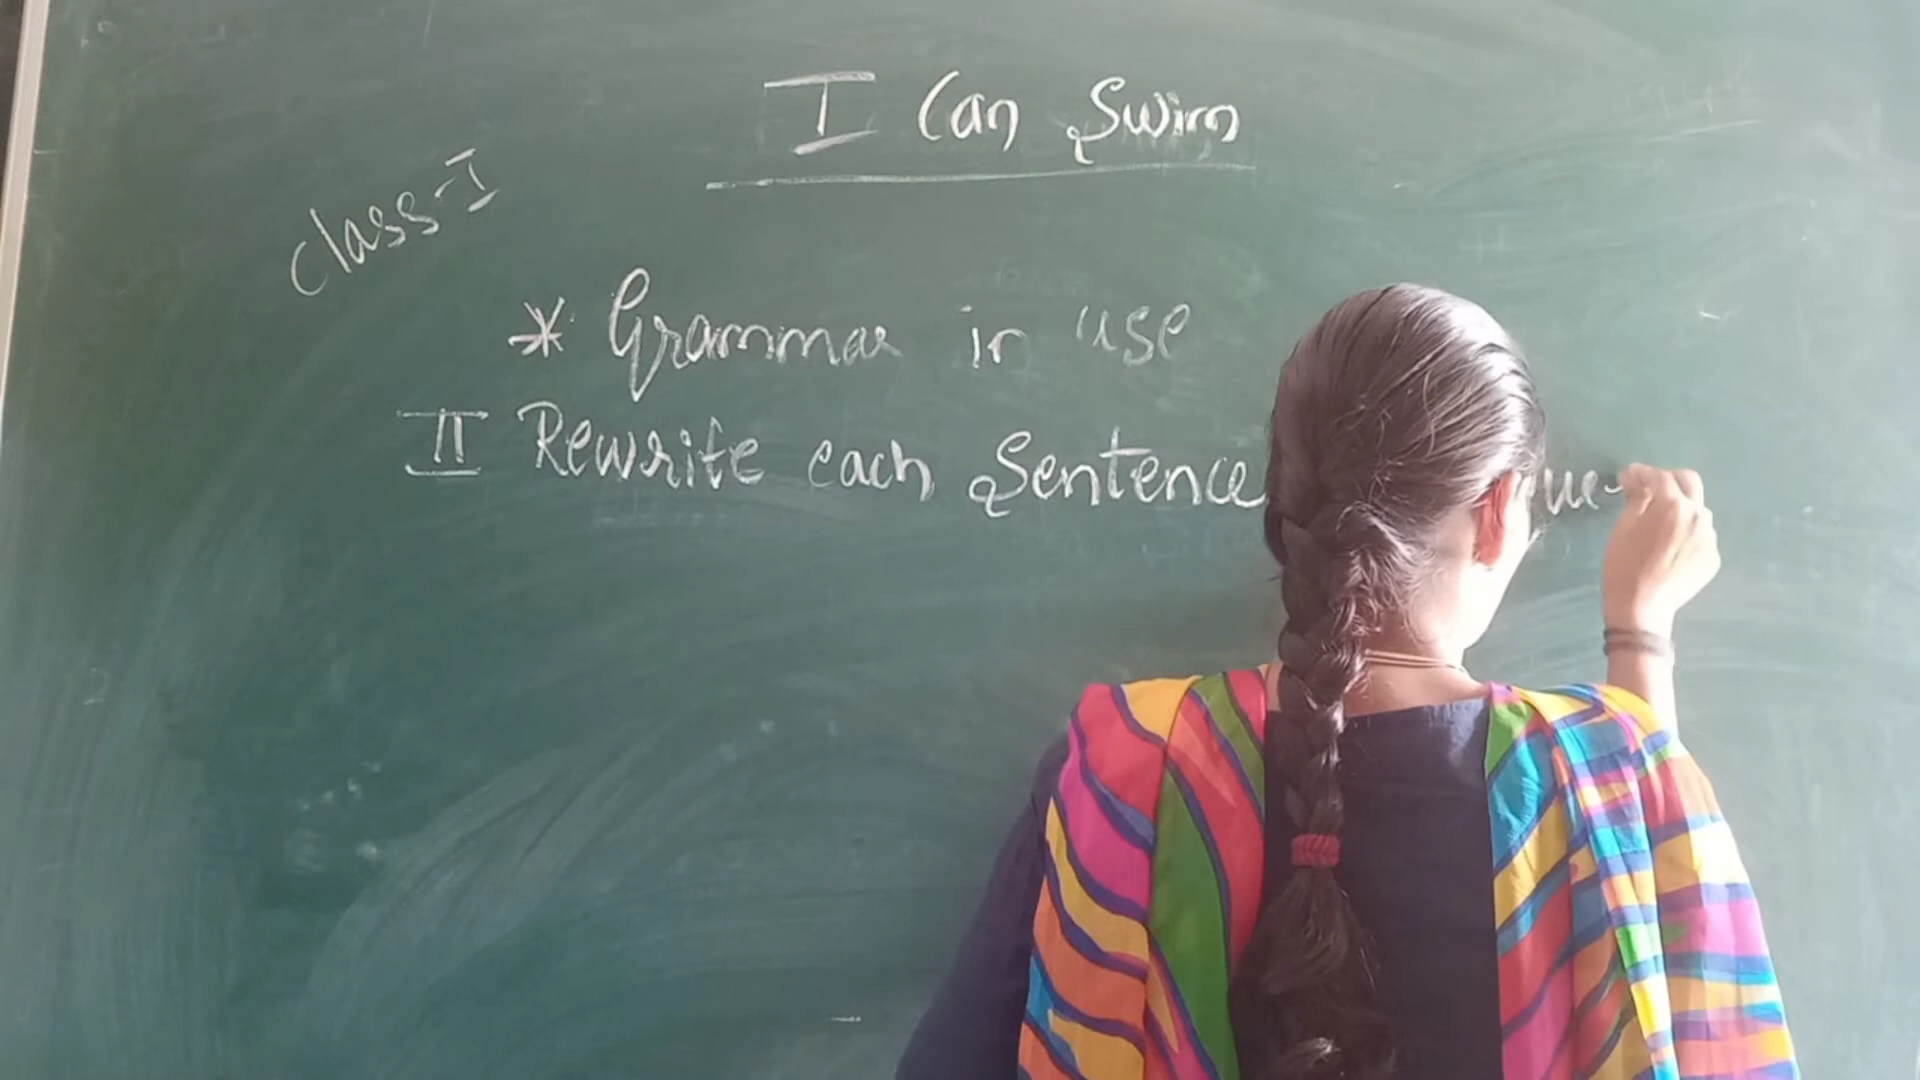 I Can Swim
Class-I
* Grammar in use
II Rewrite each Sentence